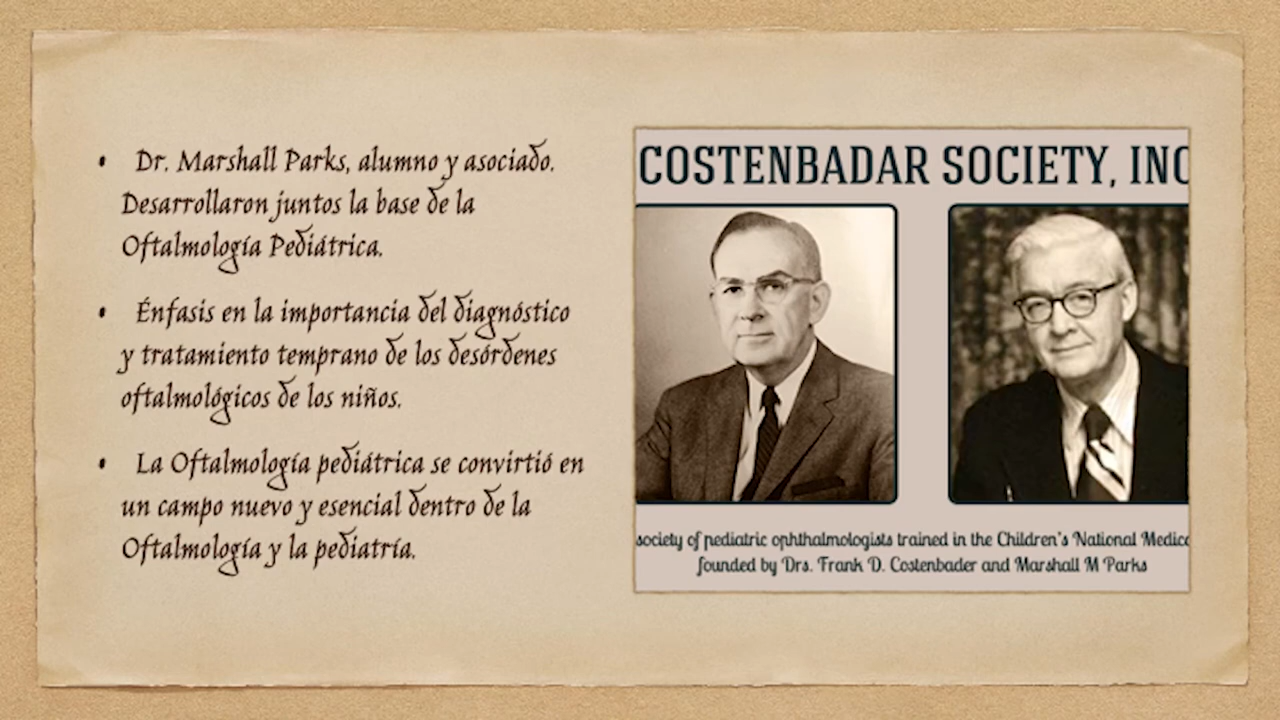 • Dr. Marshall Parks, alumno y asociado.
Desarrollaron juntos la base de la
Oftalmología Pediátrica.
• Énfasis en la importancia del diagnóstico
y tratamiento temprano de los desórdenes
oftalmológicos de los niños.
• La Oftalmología pediátrica se convirtió en
un campo nuevo y esencial dentro de la
Oftalmología y la pediatría.
COSTENBADAR SOCIETY, INC
society of pediatric ophthalmologists trained in the Children's National Medic
founded by Drs. Frank D. Costenbader and Marshall M Parks